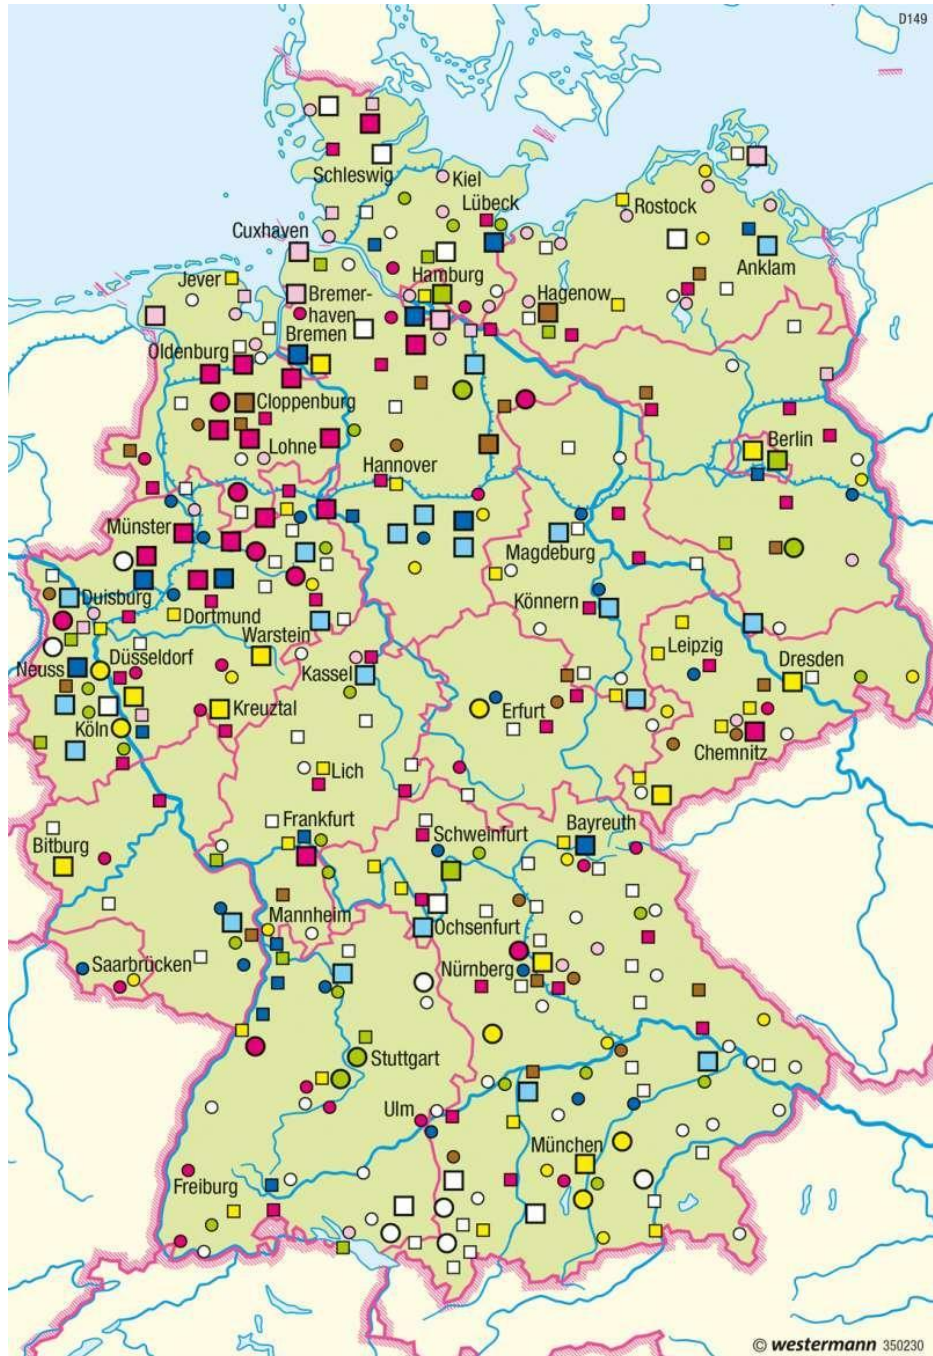 D149
Schleswig
Kiel
Lübeck
Rostock
Cuxhaven
Jever
Hamburg
Anklam
Bremer-
haven
Hagenow
Bremen
Oldenburg
Cloppenburg
Berlin
Lohne
Hannover
Münster
Magdeburg
Duisburg
Dortmund
Könnern
Warstein
Leipzig
Neuss
Düsseldorf
Kassel
Dresden
Köln
Kreuztal
Erfurt
Chemnitz
Lich
Frankfurt
Schweinfurt
Bayreuth
Bitburg
Mannheim
Ochsenfurt
Saarbrücken
Nürnberg
Stuttgart
Ulm
München
Freiburg
© westermann 350230